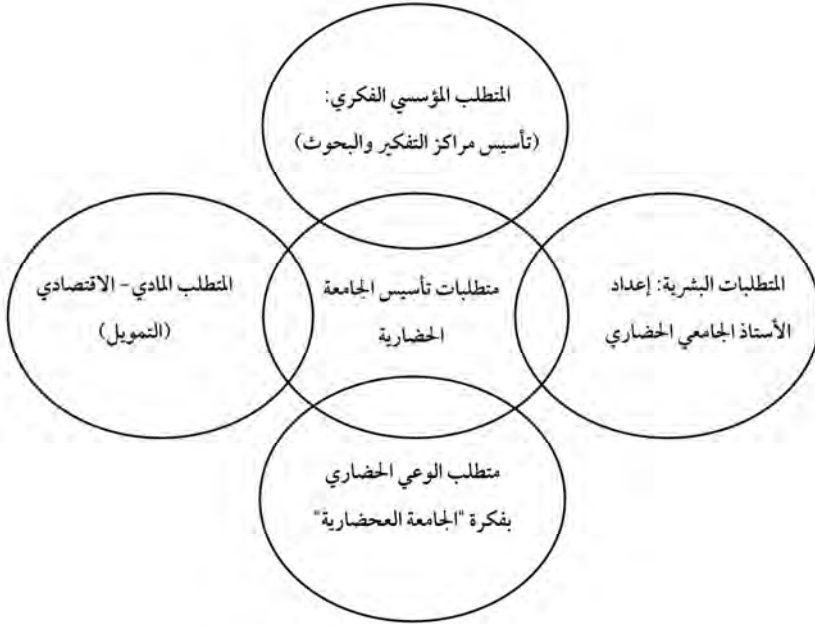 المتطلب المؤسسي الفكري:
(تأسيس مراكز التفكير والبحوث)
المتطلبات البشرية: إعداد
الأستاذ الجامعي الحضاري
متطلبات تأسيس الجامعة
الحضارية
المتطلب المادي - الاقتصادي
(التمويل)
متطلب الوعي الحضاري
بفكرة "الجامعة العحضارية"